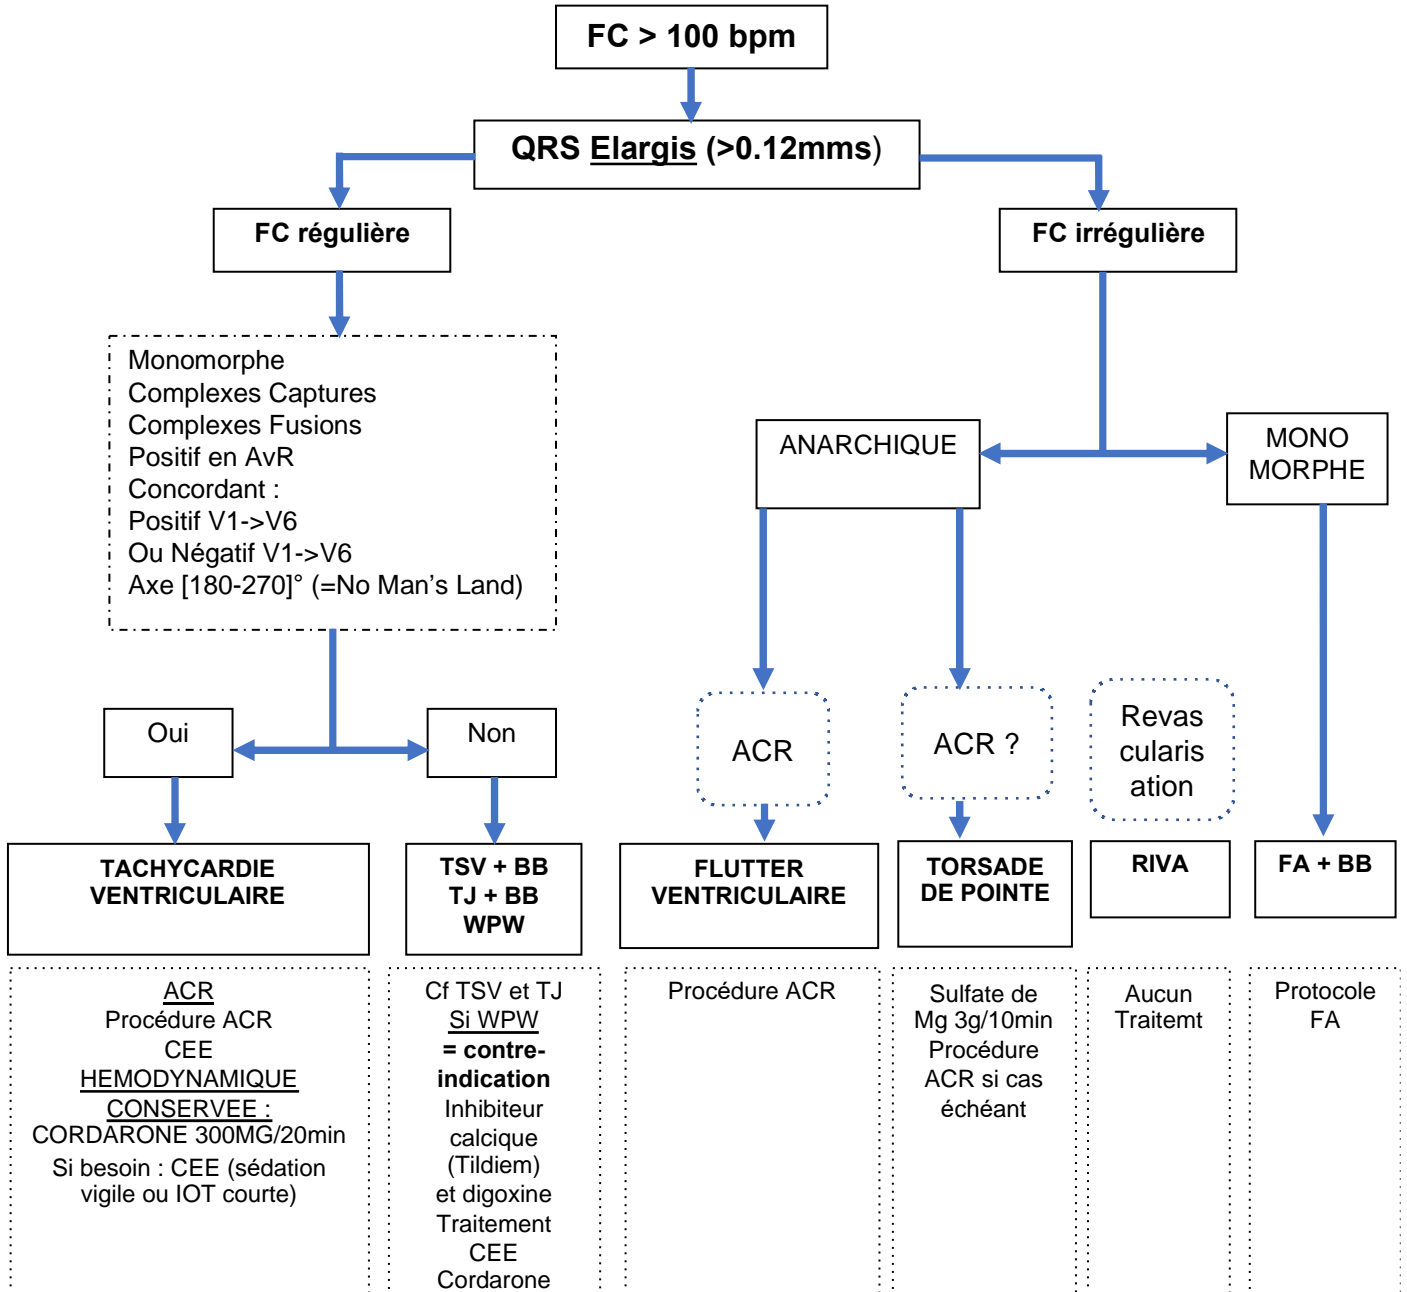 FC > 100 bpm
QRS Elargis (>0.12mms)
FC régulière
FC irrégulière
Monomorphe
Complexes Captures
Complexes Fusions
Positif en AvR
Concordant :
Positif V1->V6
Ou Négatif V1->V6
Axe [180-270]° (=No Man's Land)
ANARCHIQUE
MONO
MORPHE
Oui
Non
ACR
ACR ?
Revas
cularis
ation
TACHYCARDIE
VENTRICULAIRE
TSV + BB
TJ + BB
WPW
FLUTTER
VENTRICULAIRE
TORSADE
DE POINTE
RIVA
FA + BB
ACR
Procédure ACR
CEE
HEMODYNAMIQUE
CONSERVEE :
CORDARONE 300MG/20min
Si besoin : CEE (sédation
vigile ou IOT courte)
Cf TSV et TJ
Si WPW
= contre-
indication
Inhibiteur
calcique
(Tildiem)
et digoxine
Traitement
CEE
Cordarone
Procédure ACR
Sulfate de
Mg 3g/10min
Procédure
ACR si cas
échéant
Aucun
Traitemt
Protocole
FA